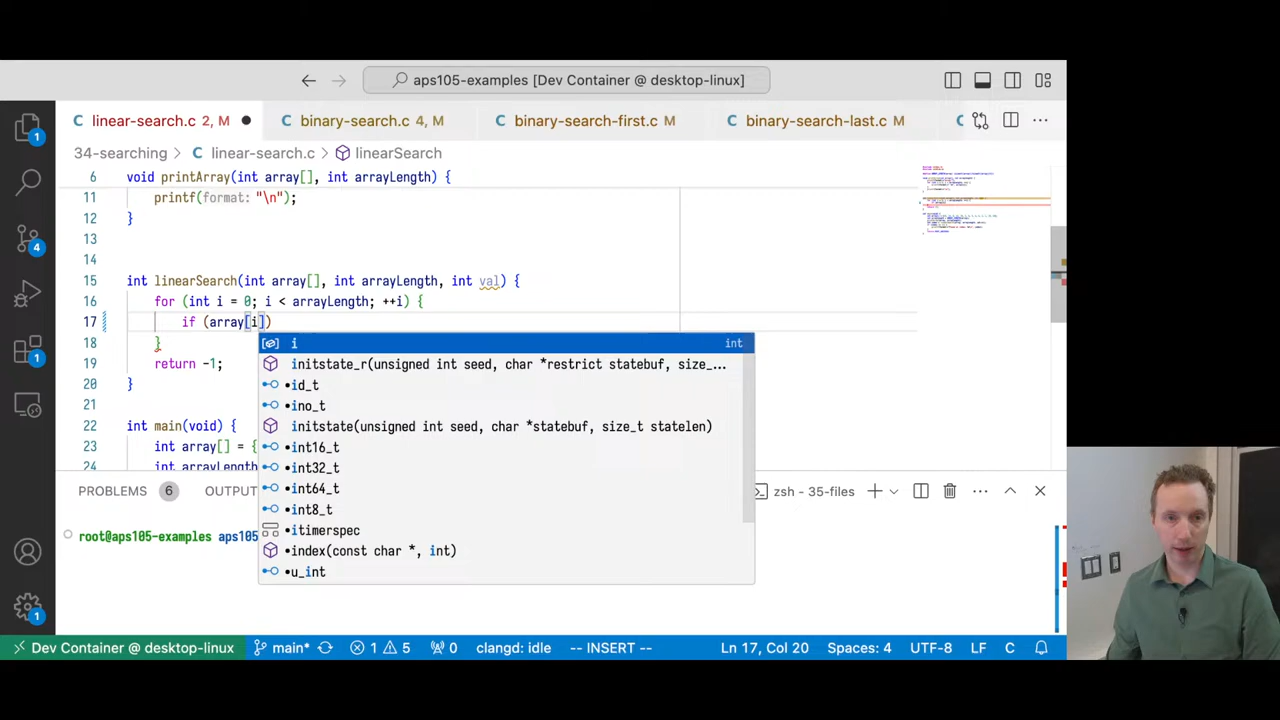 aps105-examples [Dev Container @ desktop-linux]
linear-search.c 2, M
binary-search.c 4, M
binary-search-first.c M
binary-search-last.c M
34-searching > C linear-search.c > linearSearch
6 void printArray(int array[], int arrayLength) {
11 printf(format: "\n");
12 }
13
14
15 int linearSearch(int array[], int arrayLength, int val) {
16 for (int i = 0; i < arrayLength; ++i) {
17 if (array[i])
i int
18 }
initstate_r(unsigned int seed, char *restrict statebuf, size_...
19 return -1;
20 }
•id_t
21
•ino_t
22 int main(void) {
initstate(unsigned int seed, char *statebuf, size_t statelen)
23 int array[] = {
•int16_t
24 int arrayLength
•int32_t
•int64_t
•int8_t
•itimerspec
•index(const char *, int)
•u_int
PROBLEMS 6 OUTPUT
zsh - 35-files
root@aps105-examples aps105
Dev Container @ desktop-linux main* 1 5 0 clangd: idle -- INSERT -- Ln 17, Col 20 Spaces: 4 UTF-8 LF C